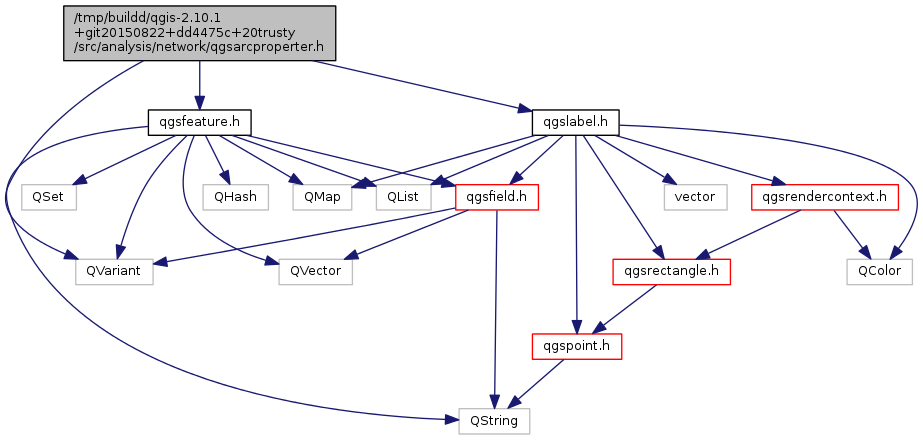 /tmp/buildd/qgis-2.10.1
+git20150822+dd4475c+20trusty
/src/analysis/network/qgsarcproperter.h
qgsfeature.h
qgslabel.h
QSet
QHash
QMap
QList
qgsfield.h
vector
qgsrendercontext.h
QVariant
QVector
qgsrectangle.h
QColor
qgspoint.h
QString